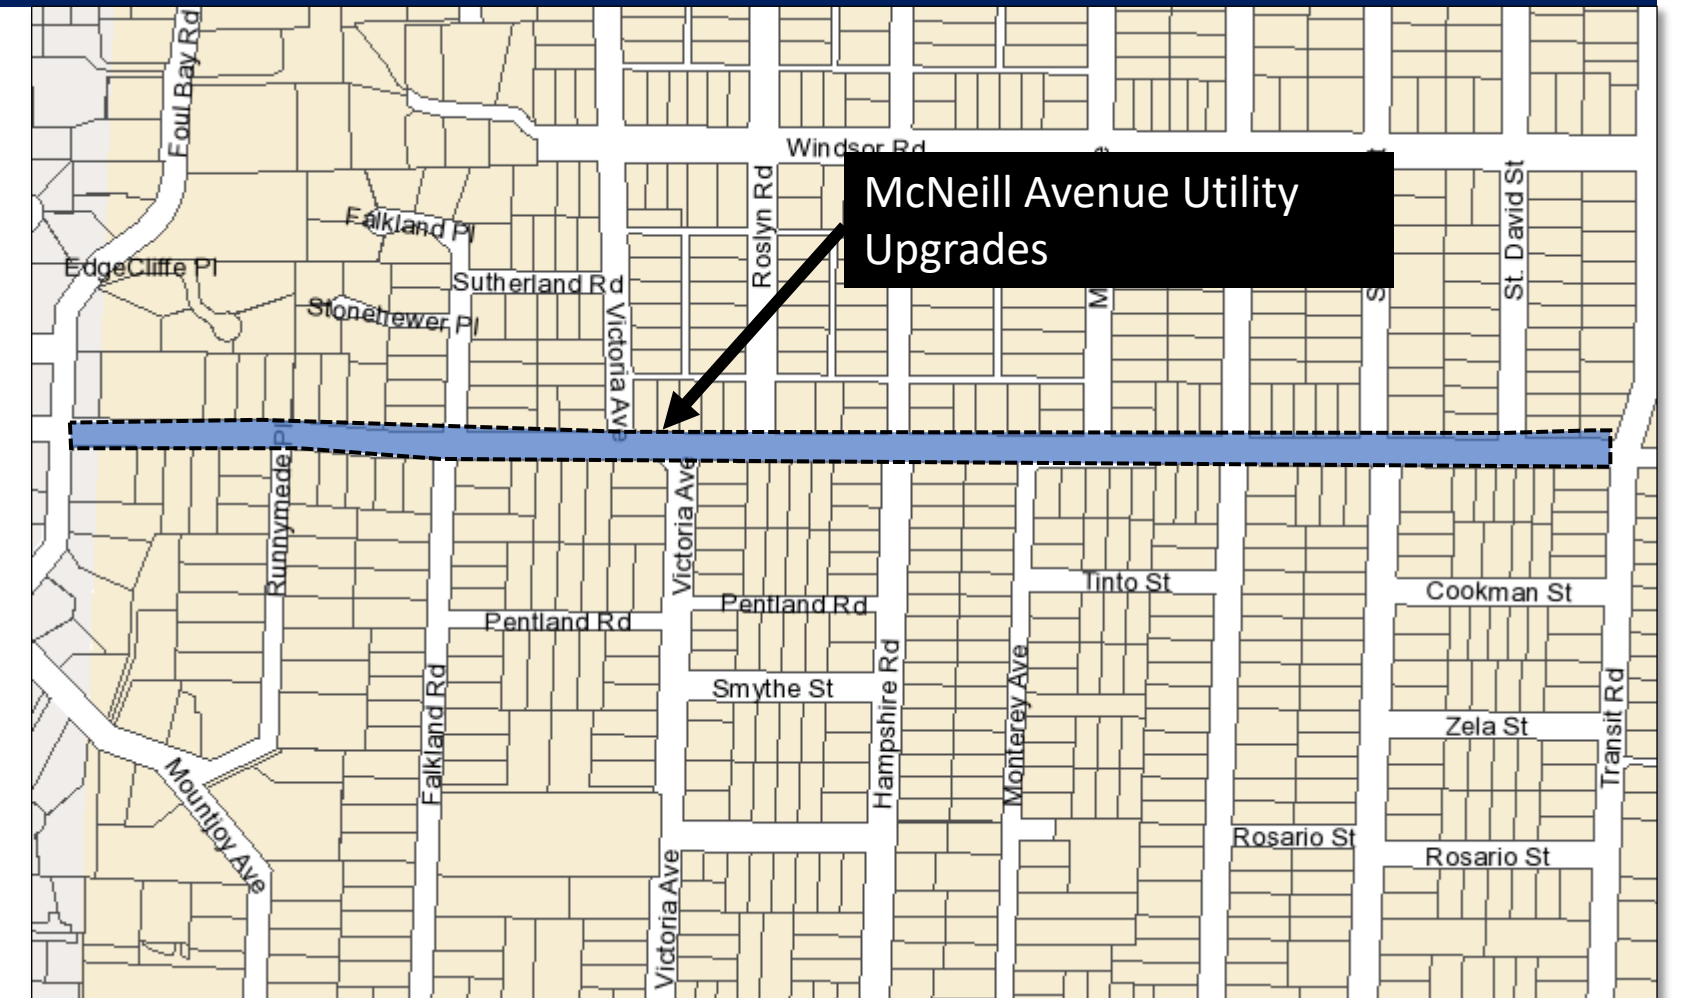 Foul Bay Rd
Windsor Rd
McNeill Avenue Utility
Upgrades
Roslyn Rd
St. David St
Falkland Pl
EdgeCliffe Pl
Sutherland Rd
Stonehewer Pl
Victoria Ave
Runnymede Pl
Victoria Ave
Tinto St
Cookman St
Pentland Rd
Pentland Rd
Falkland Rd
Smythe St
Hampshire Rd
Monterey Ave
Transit Rd
Zela St
Mountjoy Ave
Rosario St
Rosario St
Victoria Ave